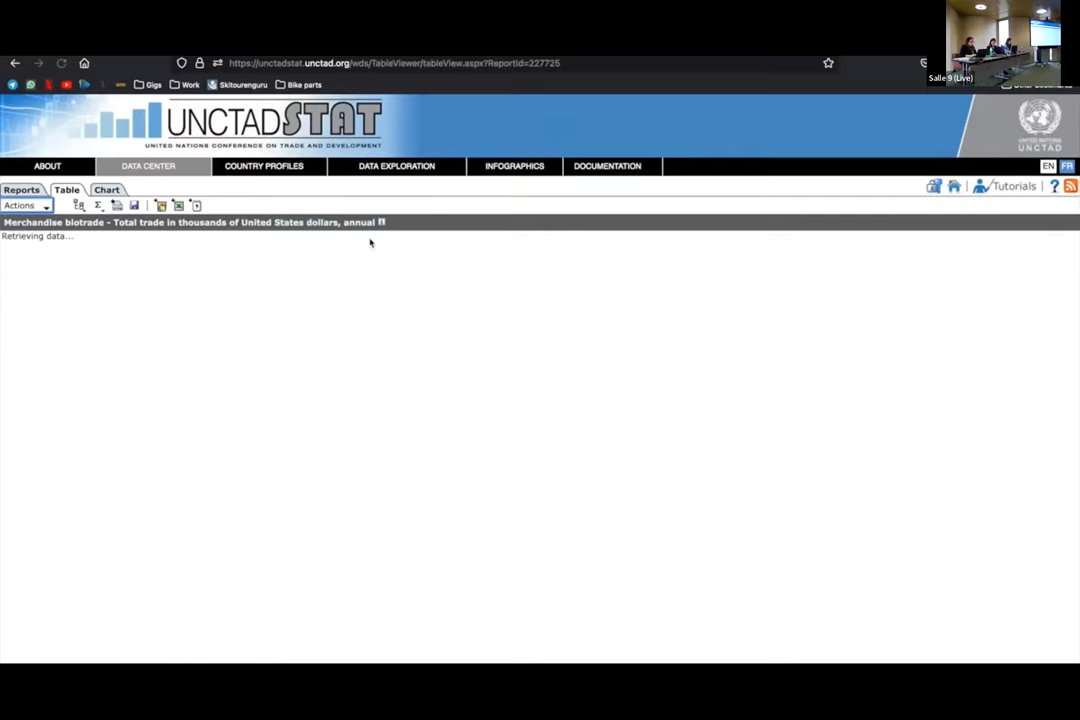 Salle 9 (Live)
https://unctadstat.unctad.org/wds/TableViewer/tableView.aspx?ReportId=227725
Gigs Work Skitourenguru Bike parts
UNCTADSTAT
UNITED NATIONS CONFERENCE ON TRADE AND DEVELOPMENT
UNITED NATIONS
UNCTAD
ABOUT DATA CENTER COUNTRY PROFILES DATA EXPLORATION INFOGRAPHICS DOCUMENTATION EN FR
Reports Table Chart Tutorials ?
Actions
Merchandise biotrade - Total trade in thousands of United States dollars, annual
Retrieving data...